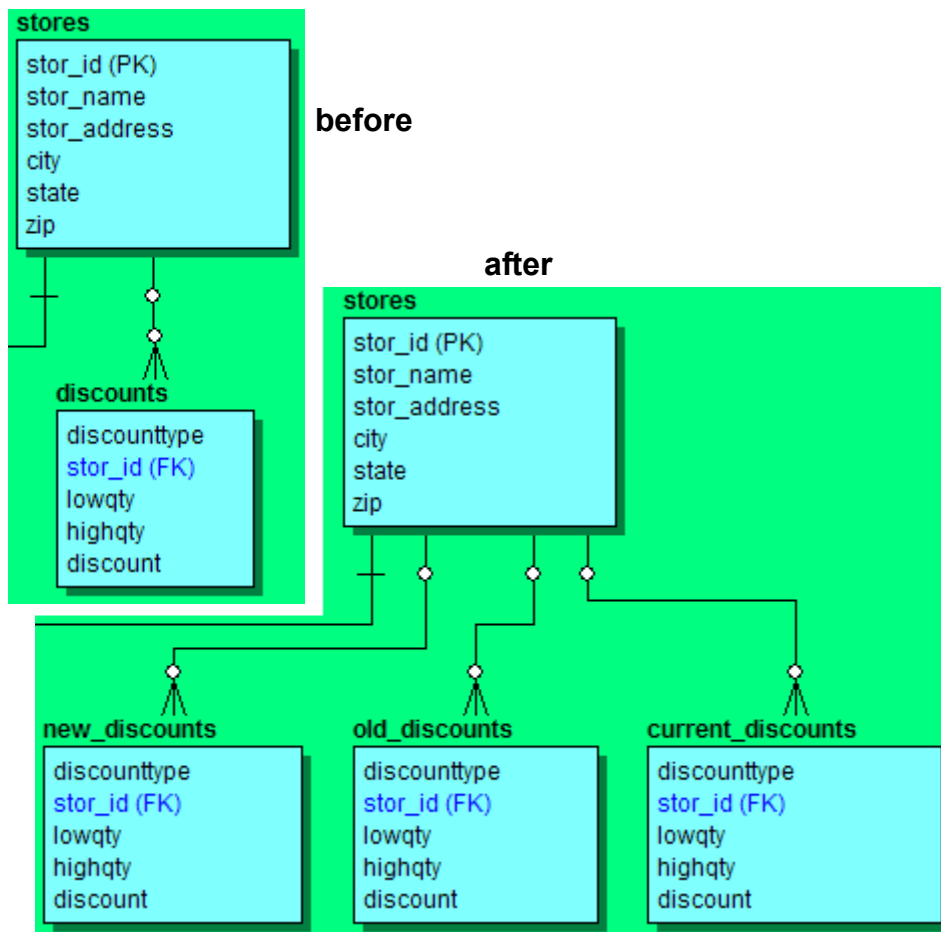 stores
stor_id (PK)
stor_name
stor_address
city
state
zip
before
discounts
discounttype
stor_id (FK)
lowqty
highqty
discount
after
stores
stor_id (PK)
stor_name
stor_address
city
state
zip
new_discounts
discounttype
stor_id (FK)
lowqty
highqty
discount
old_discounts
discounttype
stor_id (FK)
lowqty
highqty
discount
current_discounts
discounttype
stor_id (FK)
lowqty
highqty
discount